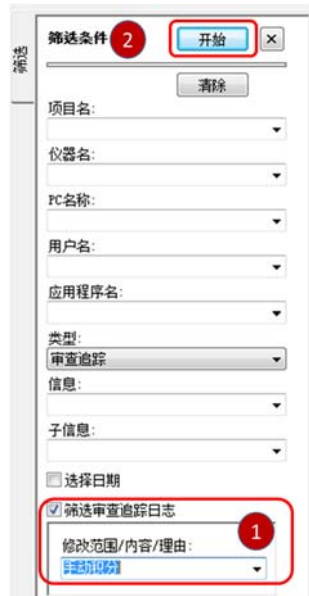 筛选
筛选条件 2 开始 ×
清除
项目名:
仪器名:
PC名称:
用户名:
应用程序名:
类型:
审查追踪
信息:
子信息:
选择日期
筛选审查追踪日志
1
修改范围/内容/理由:
手动积分